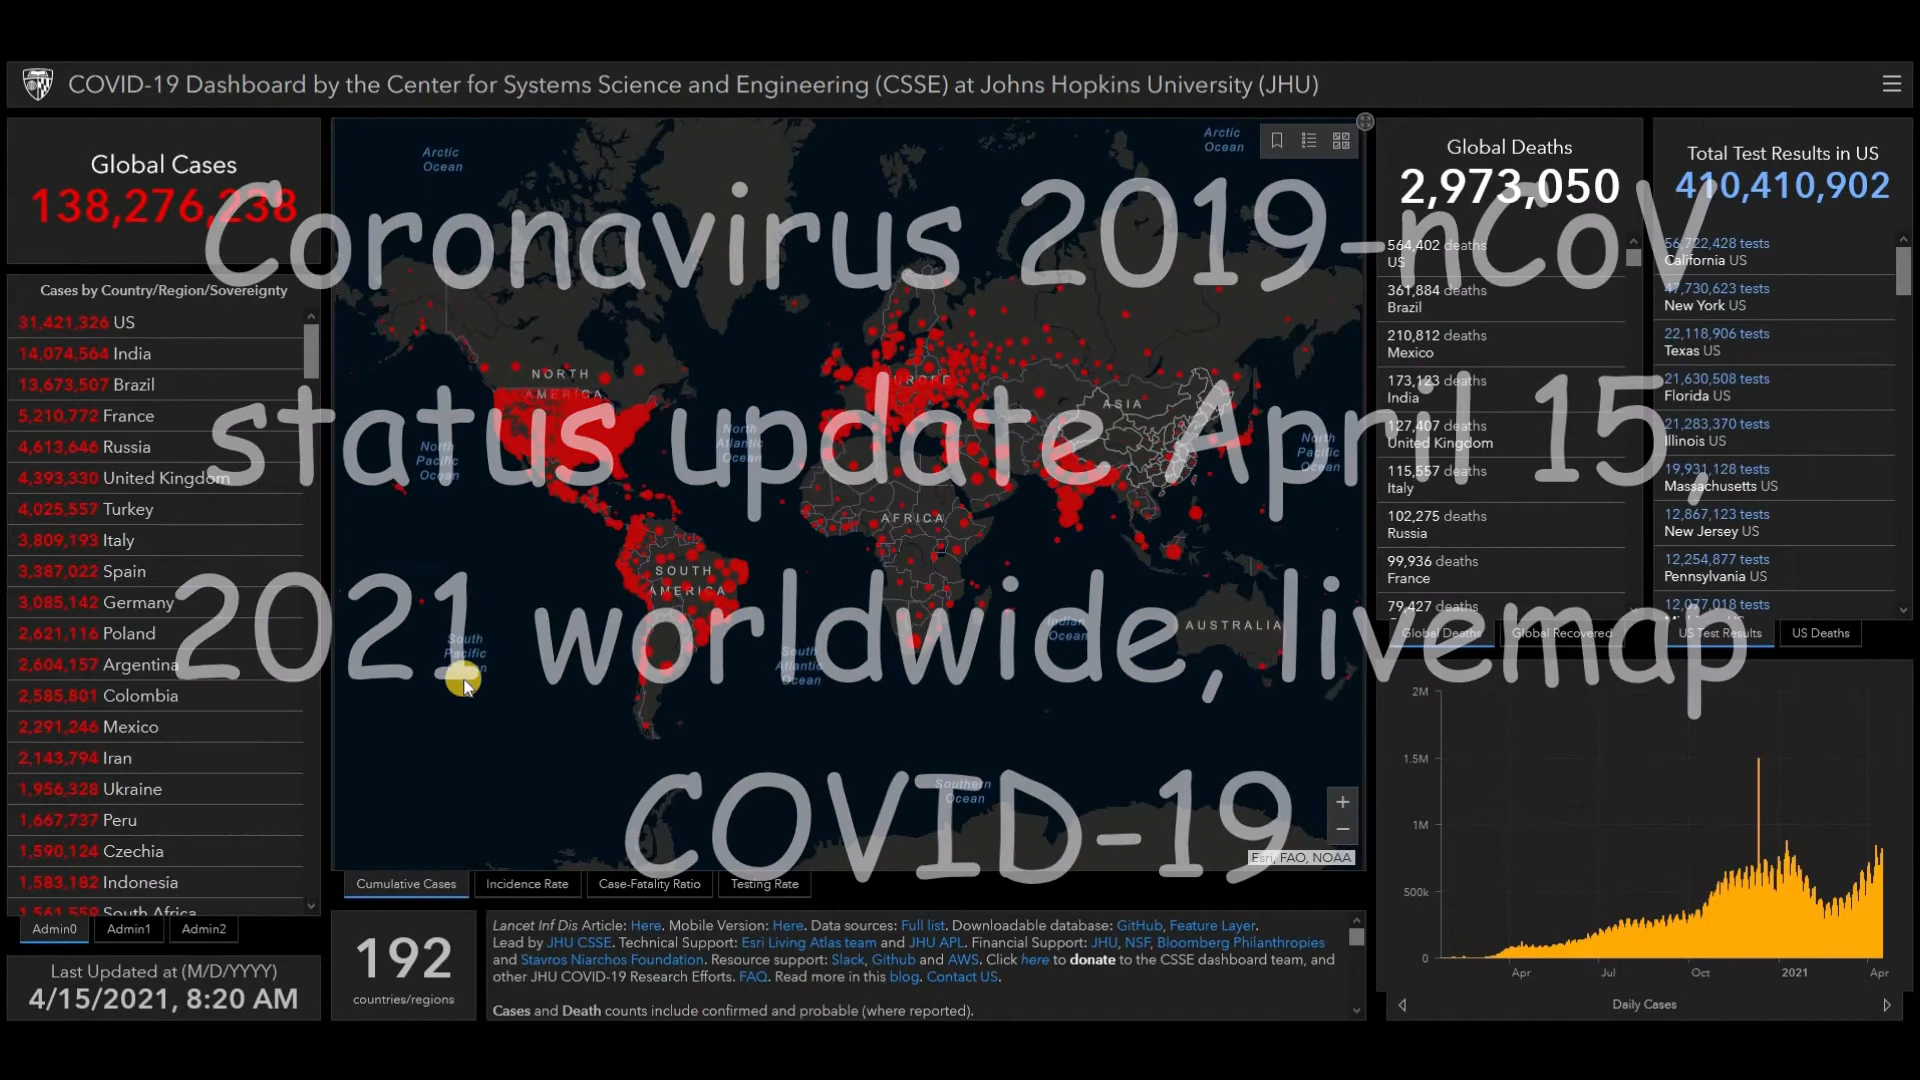 COVID-19 Dashboard by the Center for Systems Science and Engineering (CSSE) at Johns Hopkins University (JHU)
Global Cases
138,276,238
Cases by Country/Region/Sovereignty
31,421,326 US
14,074,564 India
13,673,507 Brazil
5,210,772 France
4,613,646 Russia
4,393,330 United Kingdom
4,025,557 Turkey
3,809,193 Italy
3,387,022 Spain
3,085,142 Germany
2,621,116 Poland
2,604,157 Argentina
2,585,801 Colombia
2,291,246 Mexico
2,143,794 Iran
1,956,328 Ukraine
1,667,737 Peru
1,590,124 Czechia
1,583,182 Indonesia
1,561,559 South Africa
Admin0 Admin1 Admin2
Last Updated at (M/D/YYYY)
4/15/2021, 8:20 AM
Coronavirus 2019-nCoV
status update April 15,
2021 worldwide, livemap
COVID-19
Arctic
Ocean
Arctic
Ocean
NORTH
AMERICA
EUROPE
ASIA
North
Pacific
Ocean
North
Atlantic
Ocean
North
Pacific
Ocean
AFRICA
SOUTH
AMERICA
South
Pacific
Indian
Ocean
AUSTRALIA
South
Atlantic
Ocean
Southern
Ocean
+
−
Esri, FAO, NOAA
Cumulative Cases Incidence Rate Case-Fatality Ratio Testing Rate
192
countries/regions
Lancet Inf Dis Article: Here. Mobile Version: Here. Data sources: Full list. Downloadable database: GitHub, Feature Layer.
Lead by JHU CSSE. Technical Support: Esri Living Atlas team and JHU APL. Financial Support: JHU, NSF, Bloomberg Philanthropies
and Stavros Niarchos Foundation. Resource support: Slack, Github and AWS. Click here to donate to the CSSE dashboard team, and
other JHU COVID-19 Research Efforts. FAQ. Read more in this blog. Contact US.
Cases and Death counts include confirmed and probable (where reported).
Global Deaths
2,973,050
564,402 deaths
US
361,884 deaths
Brazil
210,812 deaths
Mexico
173,123 deaths
India
127,407 deaths
United Kingdom
115,557 deaths
Italy
102,275 deaths
Russia
99,936 deaths
France
79,427 deaths
Global Deaths Global Recovered
Total Test Results in US
410,410,902
56,722,428 tests
California US
47,730,623 tests
New York US
22,118,906 tests
Texas US
21,630,508 tests
Florida US
21,283,370 tests
Illinois US
19,931,128 tests
Massachusetts US
12,867,123 tests
New Jersey US
12,254,877 tests
Pennsylvania US
12,077,018 tests
US Test Results US Deaths
2M
1.5M
1M
500k
0
Apr Jul Oct 2021 Apr
Daily Cases